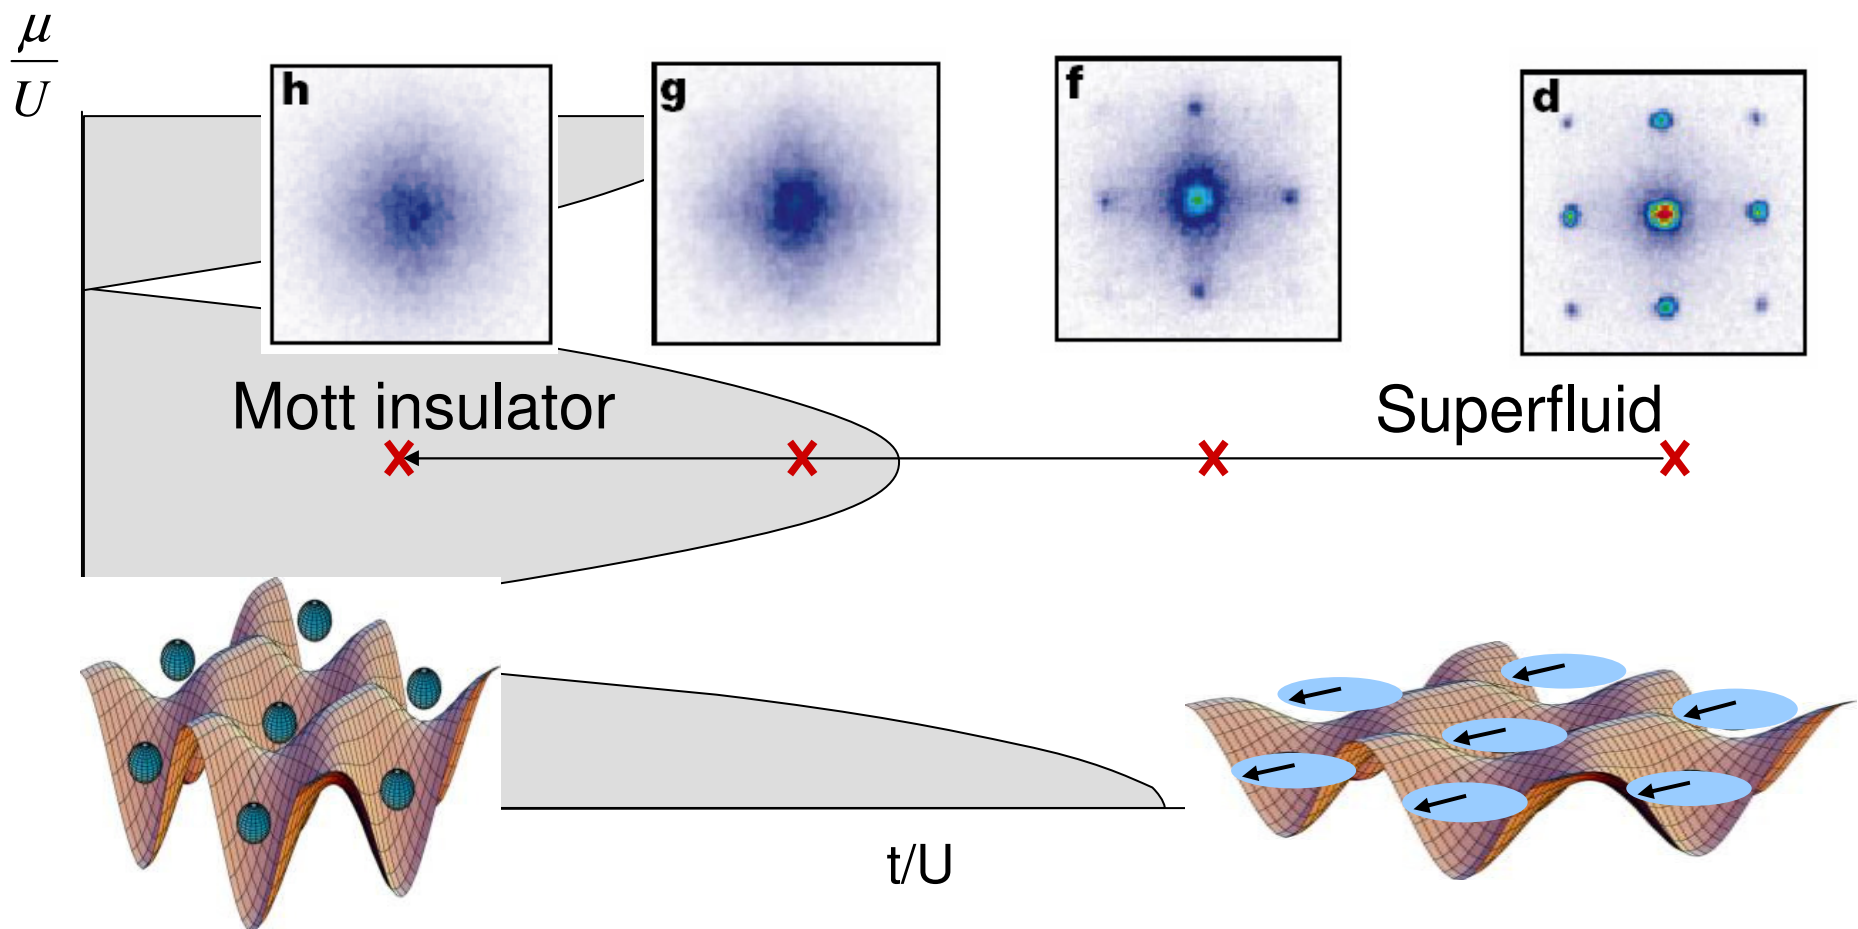 μ
U
h
g
f
d
Mott insulator
Superfluid
t/U